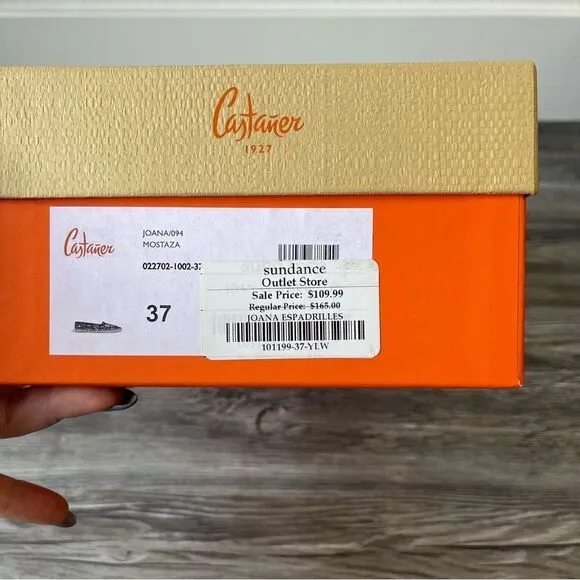 Castañer
1927
Castañer
JOANA/094
MOSTAZA
022702-1002-37
37
sundance
Outlet Store
Sale Price: $109.99
Regular Price: $165.00
JOANA ESPADRILLES
101199-37-YLW